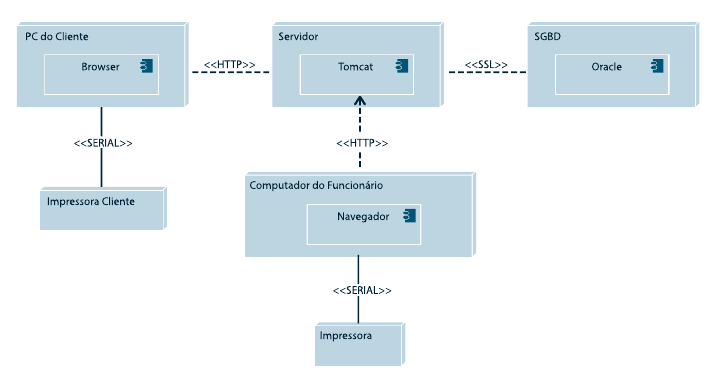 PC do Cliente
Browser
<<HTTP>>
Servidor
Tomcat
<<SSL>>
SGBD
Oracle
<<SERIAL>>
Impressora Cliente
<<HTTP>>
Computador do Funcionário
Navegador
<<SERIAL>>
Impressora